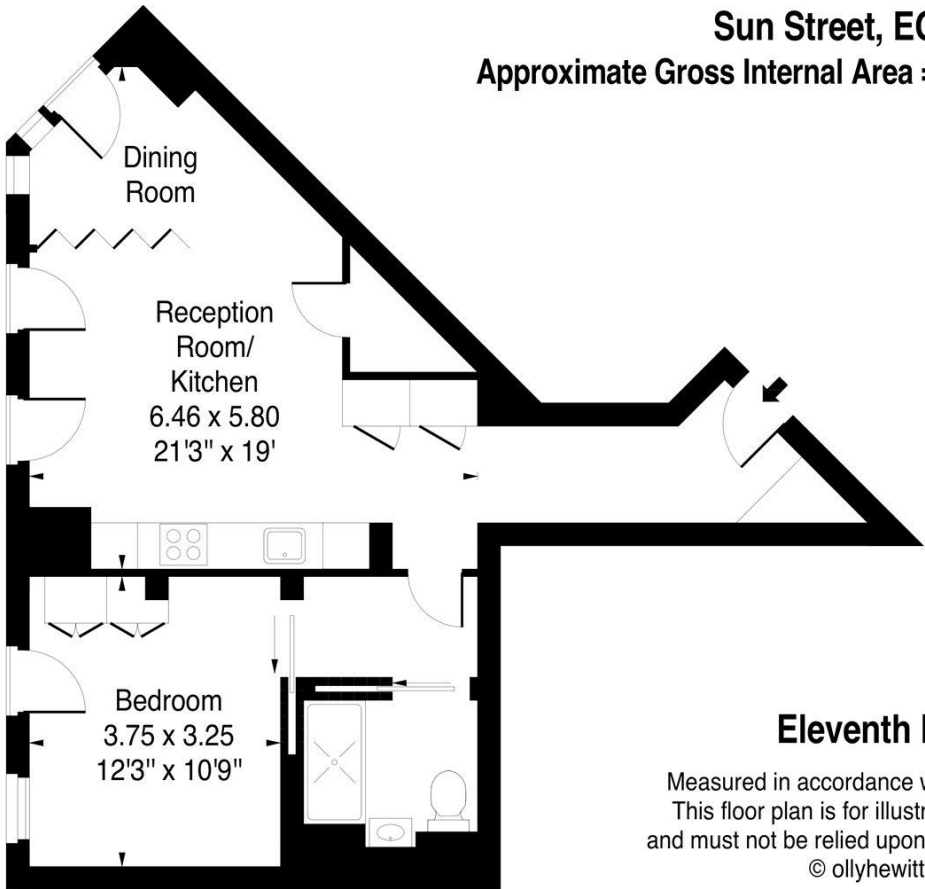 Sun Street, EC
Approximate Gross Internal Area =
Dining
Room
Reception
Room/
Kitchen
6.46 x 5.80
21'3" x 19'
Bedroom
3.75 x 3.25
12'3" x 10'9"
Eleventh
Measured in accordance
This floor plan is for illustr
and must not be relied upon
© ollyhewitt